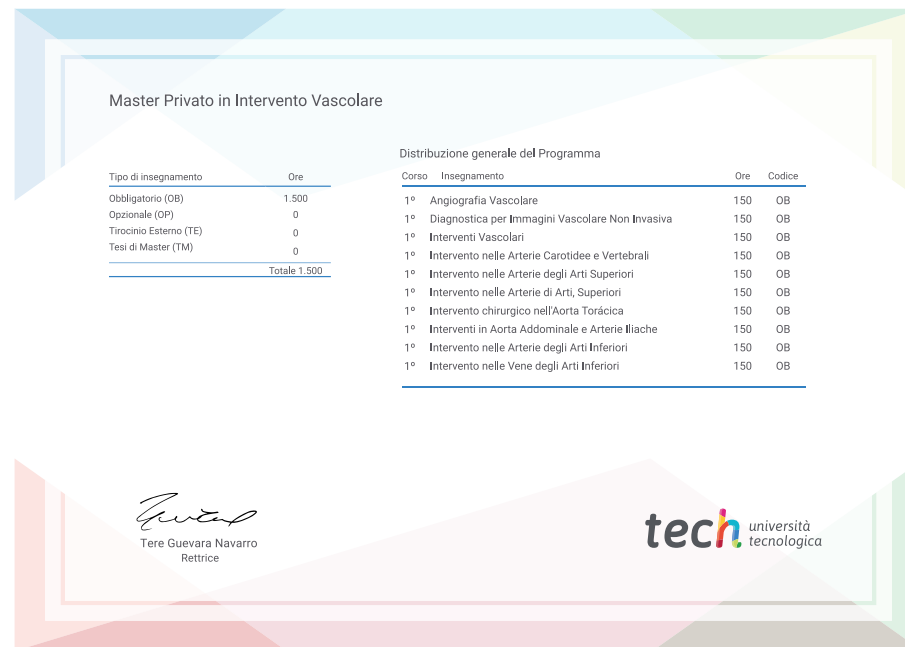 Master Privato in Intervento Vascolare
Tipo di insegnamento Ore
Obbligatorio (OB) 1.500
Opzionale (OP) 0
Tirocinio Esterno (TE) 0
Tesi di Master (TM) 0
Totale 1.500
Distribuzione generale del Programma
Corso Insegnamento Ore Codice
1º Angiografia Vascolare 150 OB
1º Diagnostica per Immagini Vascolare Non Invasiva 150 OB
1º Interventi Vascolari 150 OB
1º Intervento nelle Arterie Carotidee e Vertebrali 150 OB
1º Intervento nelle Arterie degli Arti Superiori 150 OB
1º Intervento nelle Arterie di Arti, Superiori 150 OB
1º Intervento chirurgico nell'Aorta Torácica 150 OB
1º Interventi in Aorta Addominale e Arterie Iliache 150 OB
1º Intervento nelle Arterie degli Arti Inferiori 150 OB
1º Intervento nelle Vene degli Arti Inferiori 150 OB
Tere Guevara Navarro
Rettrice
tech università
tecnologica